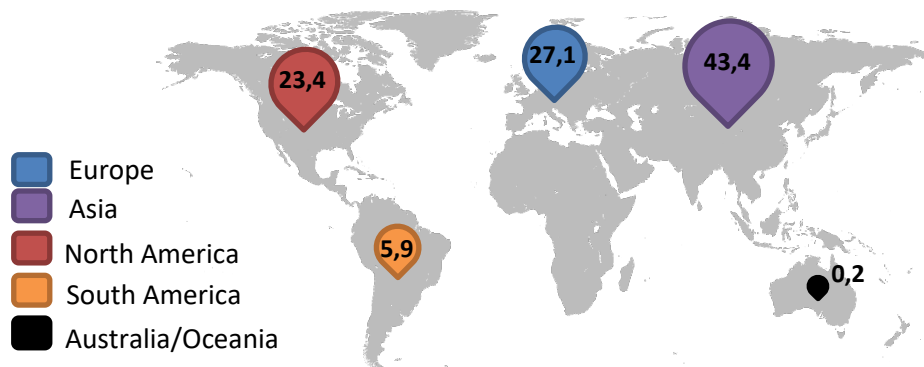 27,1
43,4
23,4
Europe
Asia
North America
5,9
0,2
South America
Australia/Oceania